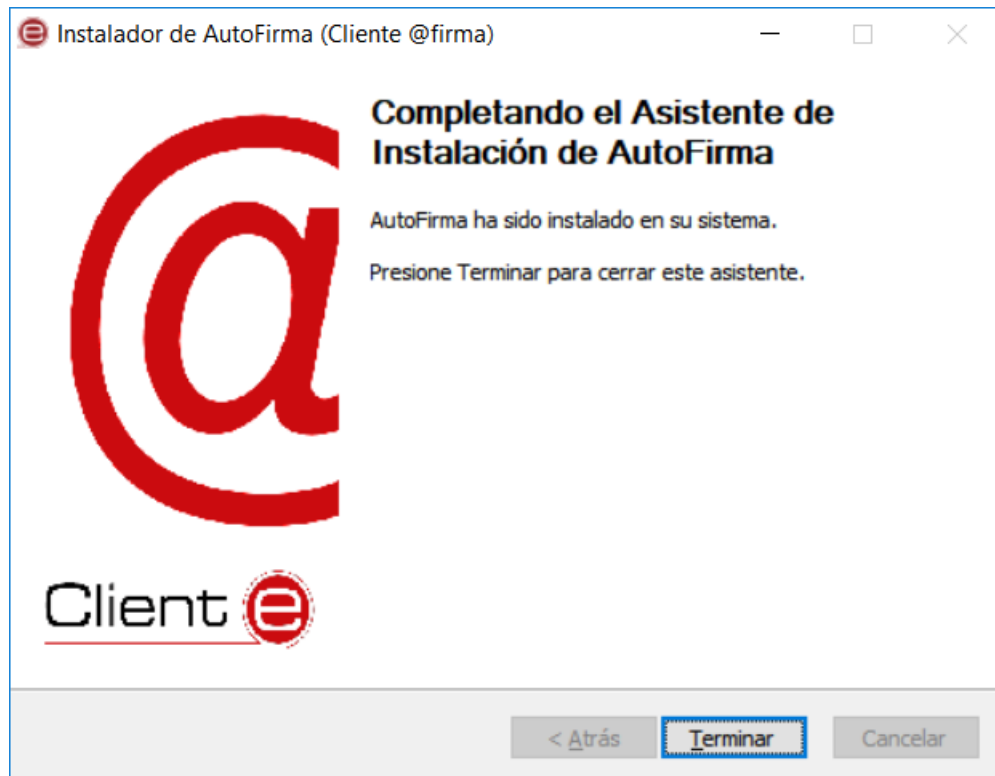 Instalador de AutoFirma (Cliente @firma)
Completando el Asistente de
Instalación de AutoFirma
AutoFirma ha sido instalado en su sistema.
Presione Terminar para cerrar este asistente.
@
Client e
< Atrás
Terminar
Cancelar